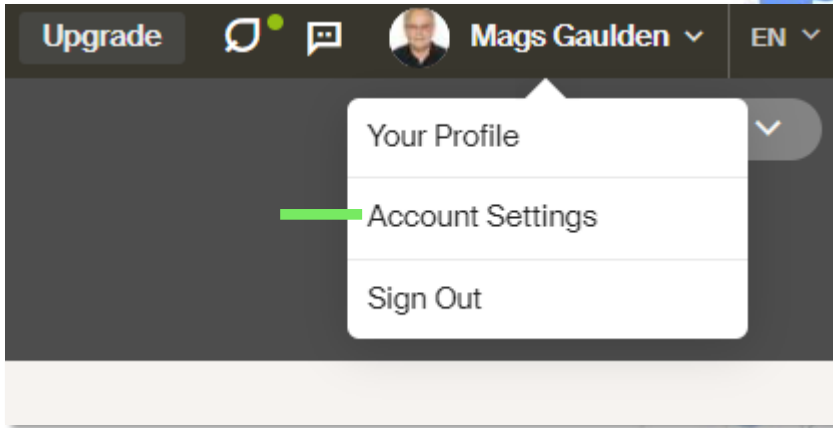 Upgrade Mags Gaulden EN
Your Profile
Account Settings
Sign Out